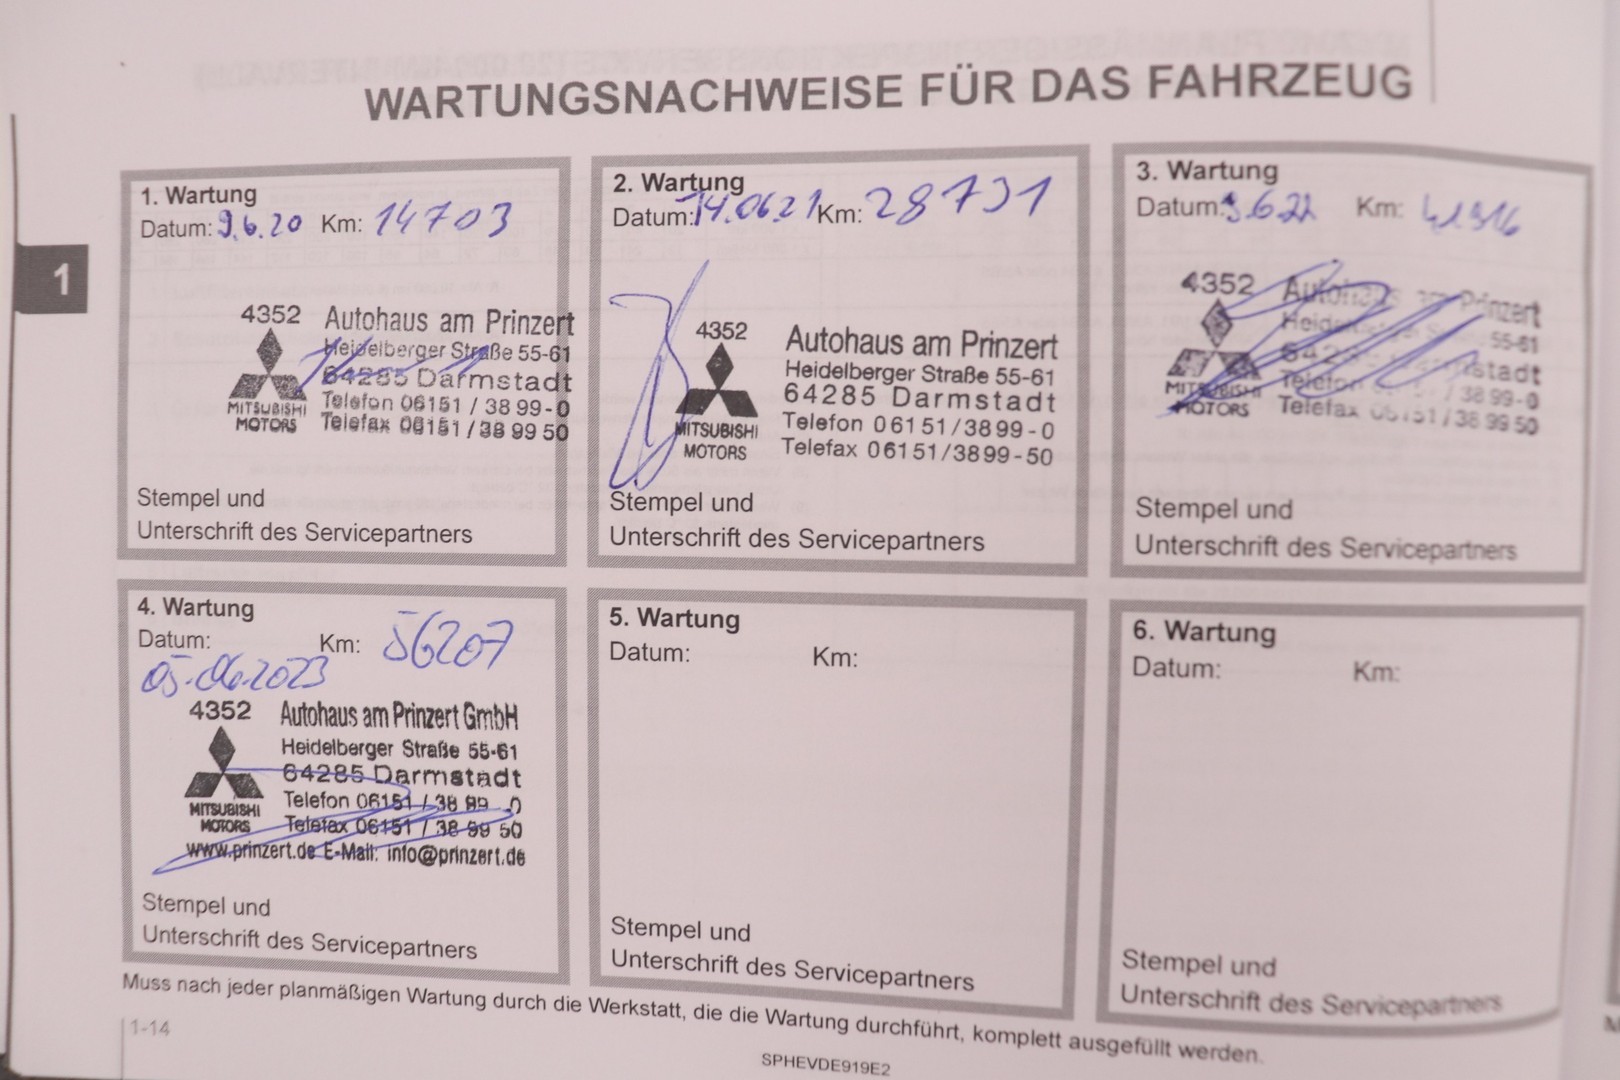 WARTUNGSNACHWEISE FÜR DAS FAHRZEUG
1
1. Wartung
Datum: 9.6.20 Km: 14703
4352 Autohaus am Prinzert
Heidelberger Straße 55-61
64285 Darmstadt
MITSUBISHI Telefon 06151 / 38 99-0
MOTORS Telefax 06151 / 38 99 50
Stempel und
Unterschrift des Servicepartners
2. Wartung
Datum: 14.06.21 Km: 28731
4352 Autohaus am Prinzert
Heidelberger Straße 55-61
64285 Darmstadt
MITSUBISHI Telefon 06151/3899-0
MOTORS Telefax 06151/3899-50
Stempel und
Unterschrift des Servicepartners
3. Wartung
Datum: 9.6.22 Km: 41916
4352 Autohaus am Prinzert
Heidelberger 55-61
MITSUBISHI Telefon / 38 99-0
MOTORS Telefax 06151 / 38 99 50
Stempel und
Unterschrift des Servicepartners
4. Wartung
Datum: Km: 56207
05.06.2023
4352 Autohaus am Prinzert GmbH
Heidelberger Straße 55-61
64285 Darmstadt
MITSUBISHI Telefon 06151 / 38 99 0
MOTORS Telefax 06151 / 38 99 50
www.prinzert.de E-Mail: info@prinzert.de
Stempel und
Unterschrift des Servicepartners
5. Wartung
Datum: Km:
Stempel und
Unterschrift des Servicepartners
6. Wartung
Datum: Km:
Stempel und
Unterschrift des Servicepartners
Muss nach jeder planmäßigen Wartung durch die Werkstatt, die die Wartung durchführt, komplett ausgefüllt werden.
1-14
SPHEVDE919E2